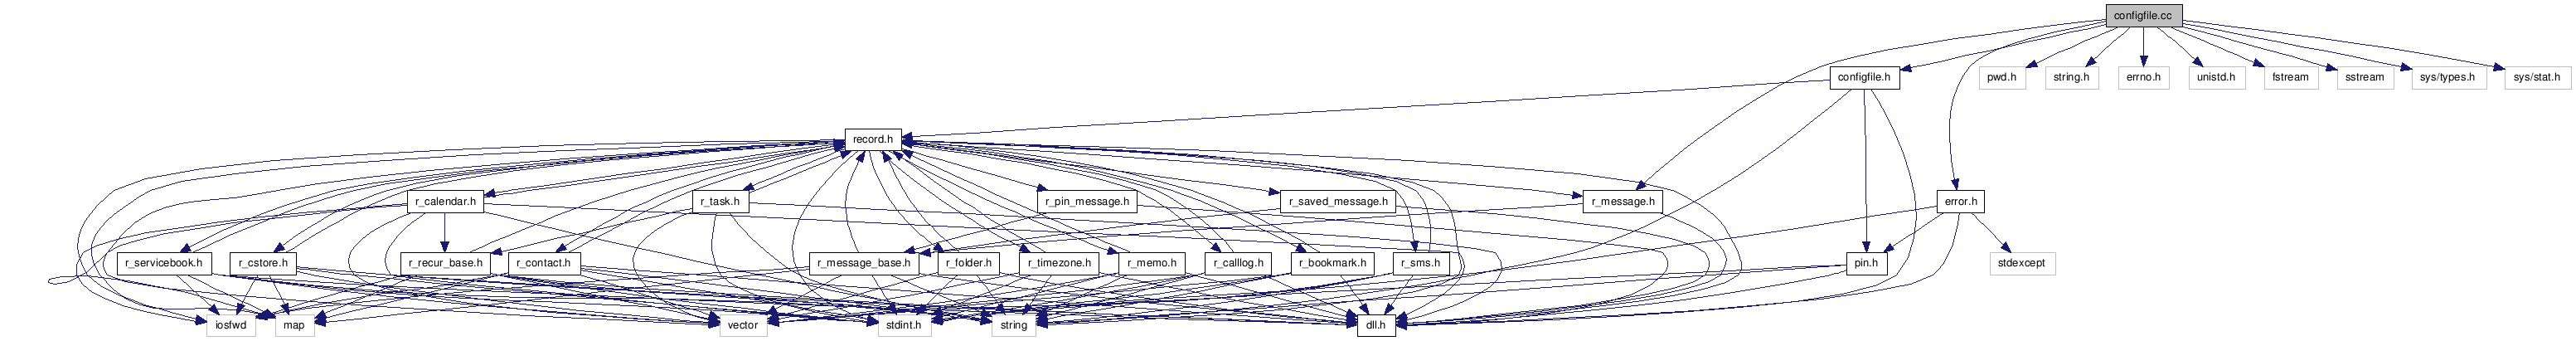 configfile.cc
configfile.h
pwd.h
string.h
errno.h
unistd.h
fstream
sstream
sys/types.h
sys/stat.h
record.h
r_calendar.h
r_task.h
r_pin_message.h
r_saved_message.h
r_message.h
error.h
r_servicebook.h
r_cstore.h
r_recur_base.h
r_contact.h
r_message_base.h
r_folder.h
r_timezone.h
r_memo.h
r_calllog.h
r_bookmark.h
r_sms.h
pin.h
stdexcept
iosfwd
map
vector
stdint.h
string
dll.h